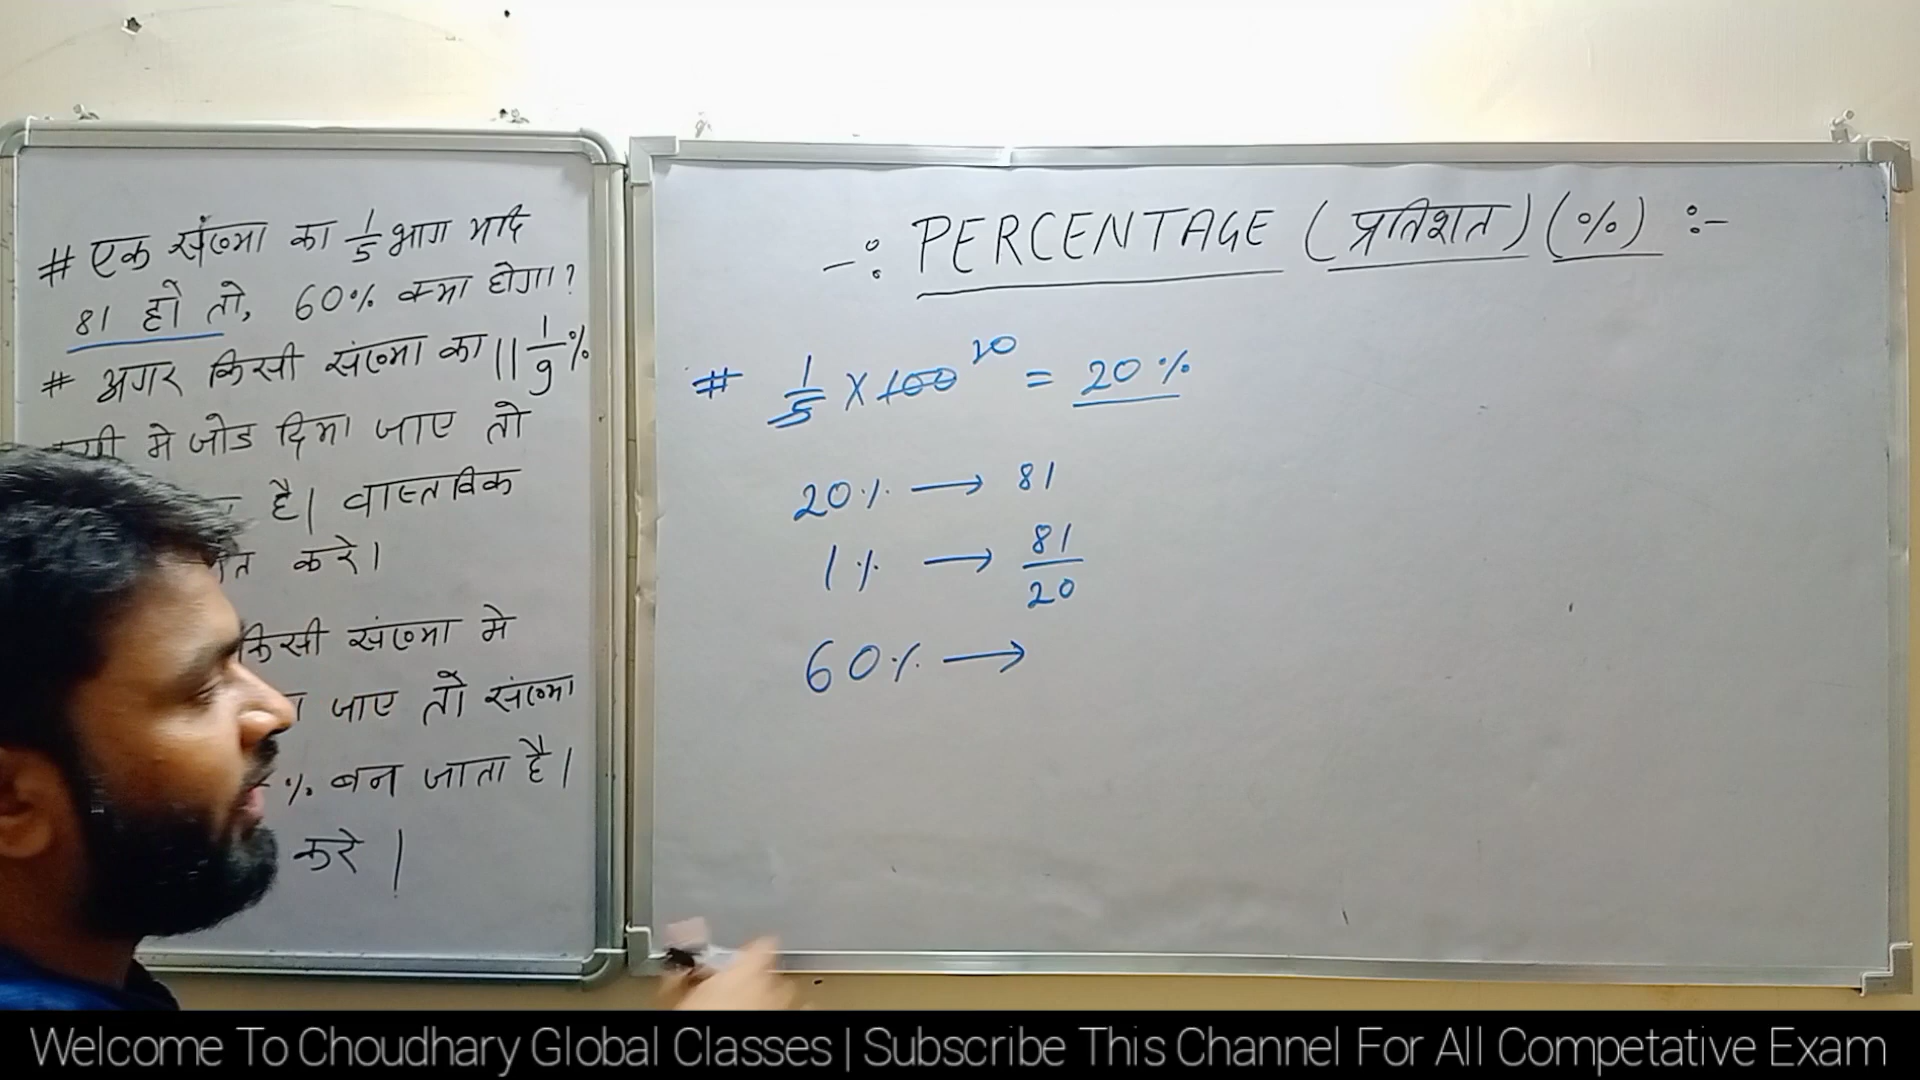 # एक संख्या का 1/5 भाग यदि
81 हो तो, 60% क्या होगा?
# अगर किसी संख्या का 11 1/9 %
मे जोड दिया जाए तो
है। वास्तविक
करे।
किसी संख्या मे
जाए तो संख्या
% बन जाता है।
करे।
-: PERCENTAGE (प्रतिशत) (%) :-
# 1/5 × 100 20 = 20%
20% → 81
1% → 81/20
60% →
Welcome To Choudhary Global Classes | Subscribe This Channel For All Competative Exam